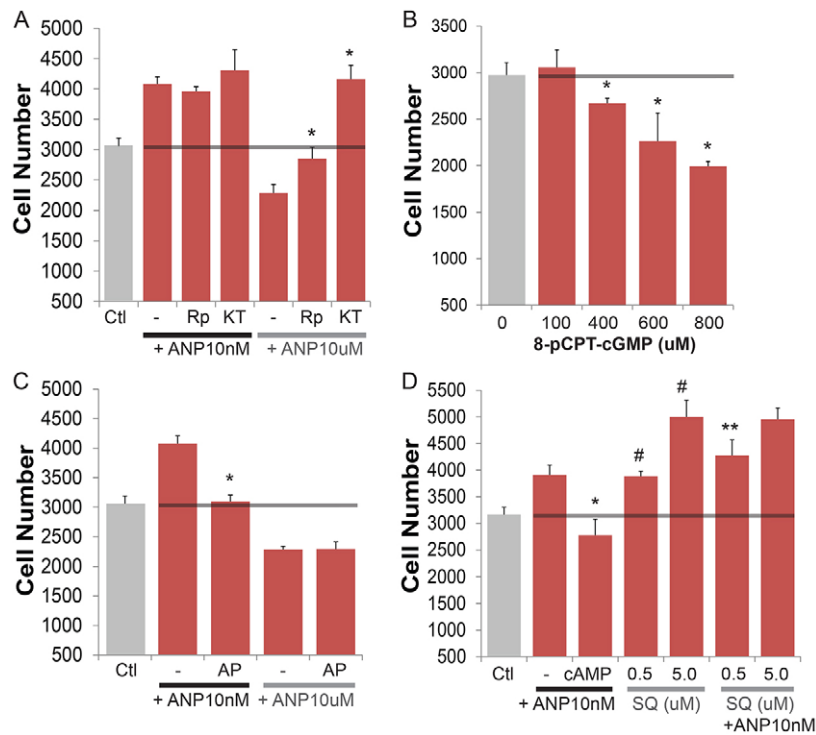 A
Cell Number
5000
4500
4000
3500
3000
2500
2000
1500
1000
500
* *
Ctl - Rp KT - Rp KT
+ ANP10nM + ANP10uM
B
Cell Number
3500
3000
2500
2000
1500
1000
500
* * *
0 100 400 600 800
8-pCPT-cGMP (uM)
C
Cell Number
5000
4500
4000
3500
3000
2500
2000
1500
1000
500
*
Ctl - AP - AP
+ ANP10nM + ANP10uM
D
Cell Number
5500
5000
4500
4000
3500
3000
2500
2000
1500
1000
500
* # # **
Ctl - cAMP 0.5 5.0 0.5 5.0
+ ANP10nM SQ (uM) SQ (uM)
+ANP10nM